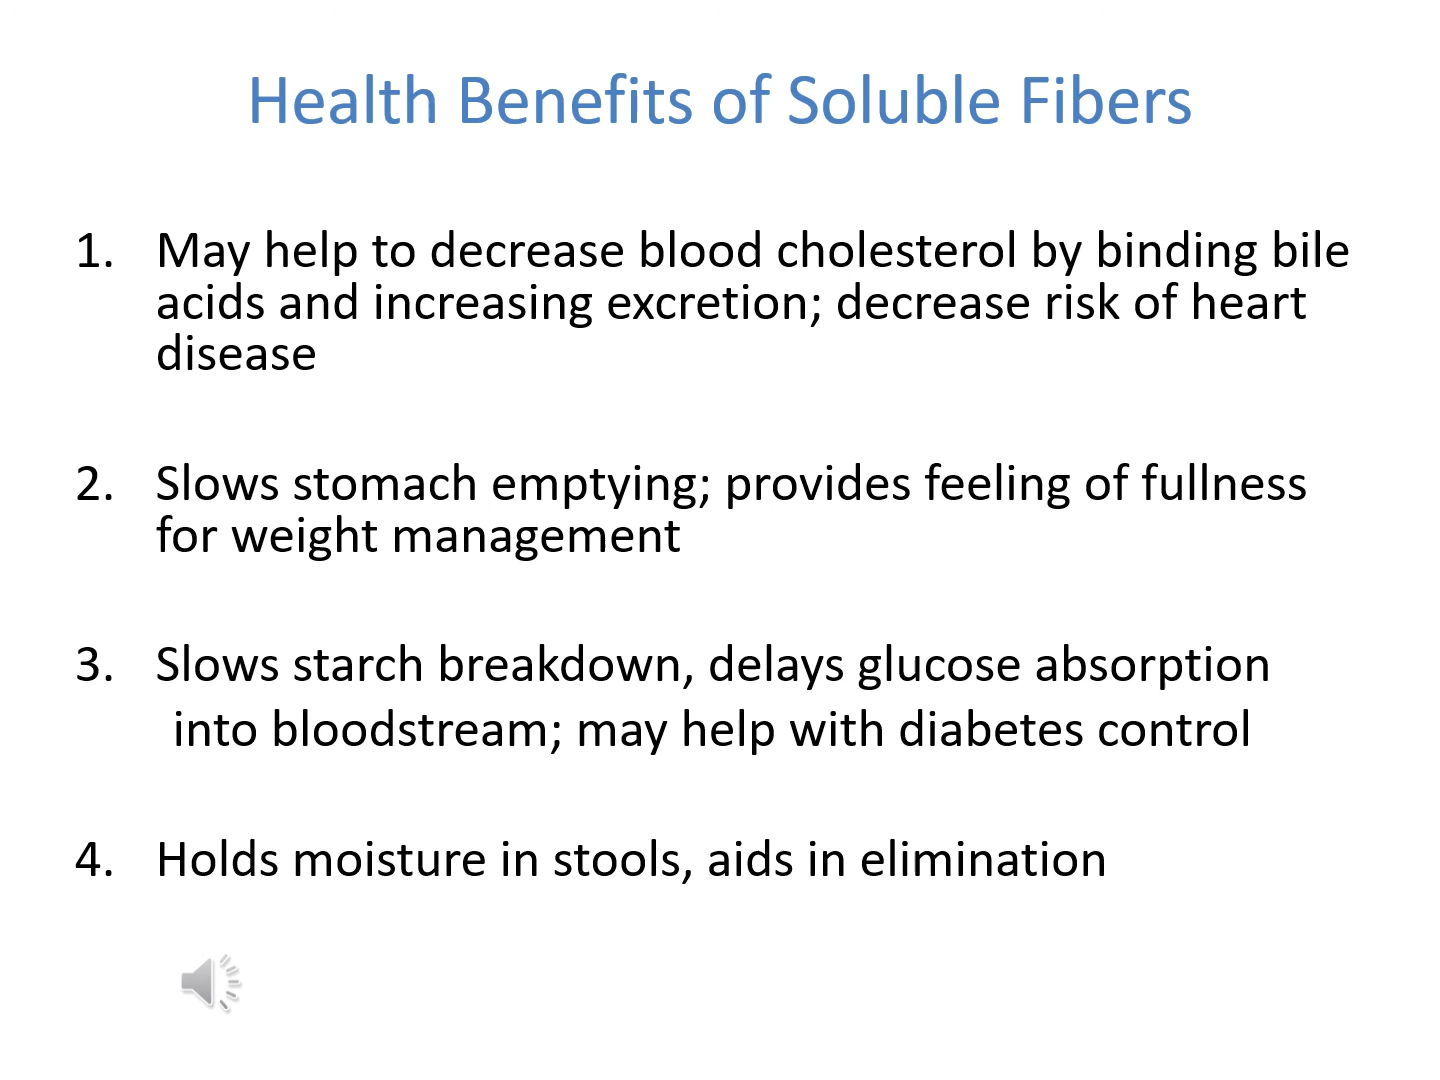 Health Benefits of Soluble Fibers
1. May help to decrease blood cholesterol by binding bile
acids and increasing excretion; decrease risk of heart
disease
2. Slows stomach emptying; provides feeling of fullness
for weight management
3. Slows starch breakdown, delays glucose absorption
into bloodstream; may help with diabetes control
4. Holds moisture in stools, aids in elimination